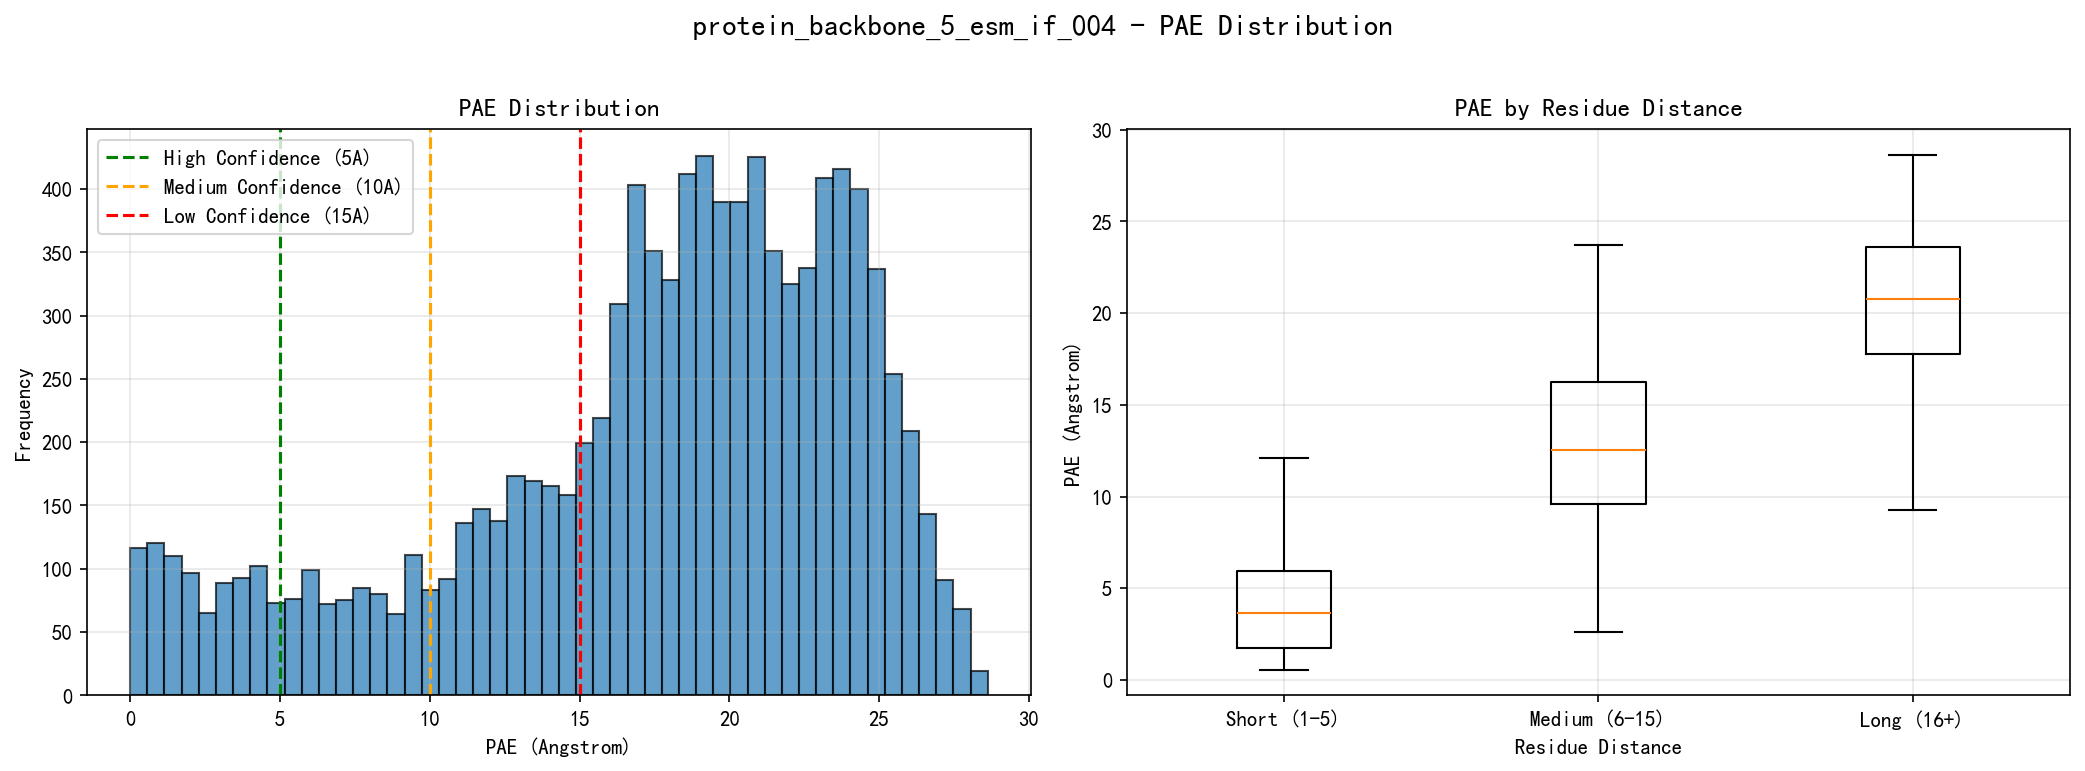 protein_backbone_5_esm_if_004 - PAE Distribution
PAE Distribution
High Confidence (5A)
Medium Confidence (10A)
Low Confidence (15A)
Frequency
400
350
300
250
200
150
100
50
0
0 5 10 15 20 25 30
PAE (Angstrom)
PAE by Residue Distance
PAE (Angstrom)
30
25
20
15
10
5
0
Short (1-5) Medium (6-15) Long (16+)
Residue Distance